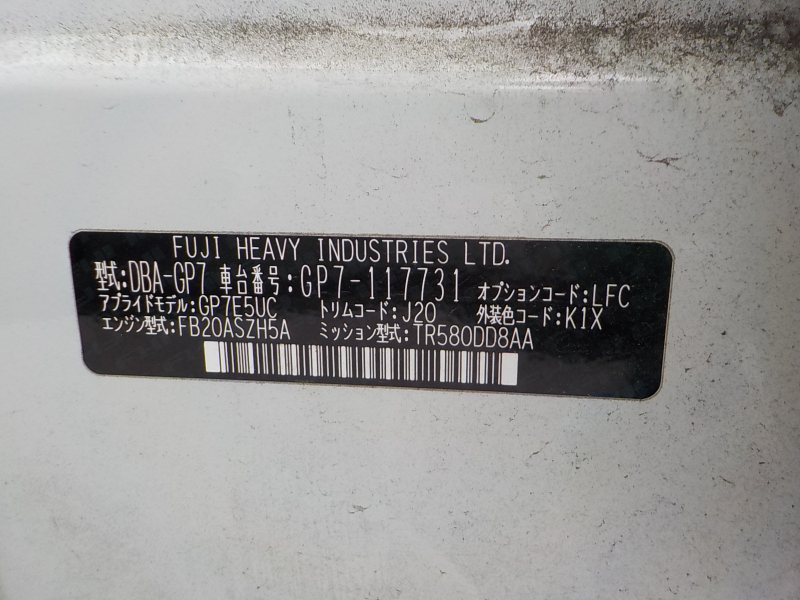 FUJI HEAVY INDUSTRIES LTD.
型式:DBA-GP7 車台番号:GP7-117731 オプションコード:LFC
アプライドモデル:GP7E5UC トリムコード:J20 外装色コード:K1X
エンジン型式:FB20ASZH5A ミッション型式:TR580DD8AA